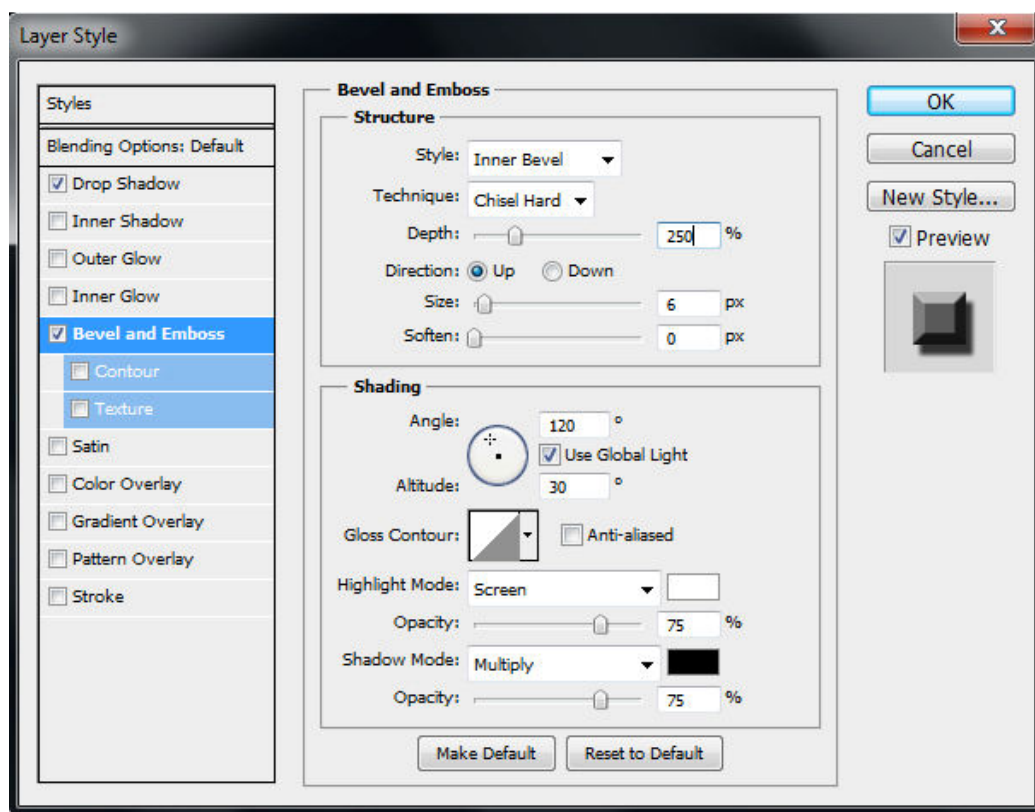 Layer Style
X
Styles
Blending Options: Default
Drop Shadow
Inner Shadow
Outer Glow
Inner Glow
Bevel and Emboss
Contour
Texture
Satin
Color Overlay
Gradient Overlay
Pattern Overlay
Stroke
Bevel and Emboss
Structure
Style: Inner Bevel
Technique: Chisel Hard
Depth: 250 %
Direction: Up Down
Size: 6 px
Soften: 0 px
Shading
Angle: 120 °
Use Global Light
Altitude: 30 °
Gloss Contour: Anti-aliased
Highlight Mode: Screen
Opacity: 75 %
Shadow Mode: Multiply
Opacity: 75 %
Make Default Reset to Default
OK
Cancel
New Style...
Preview